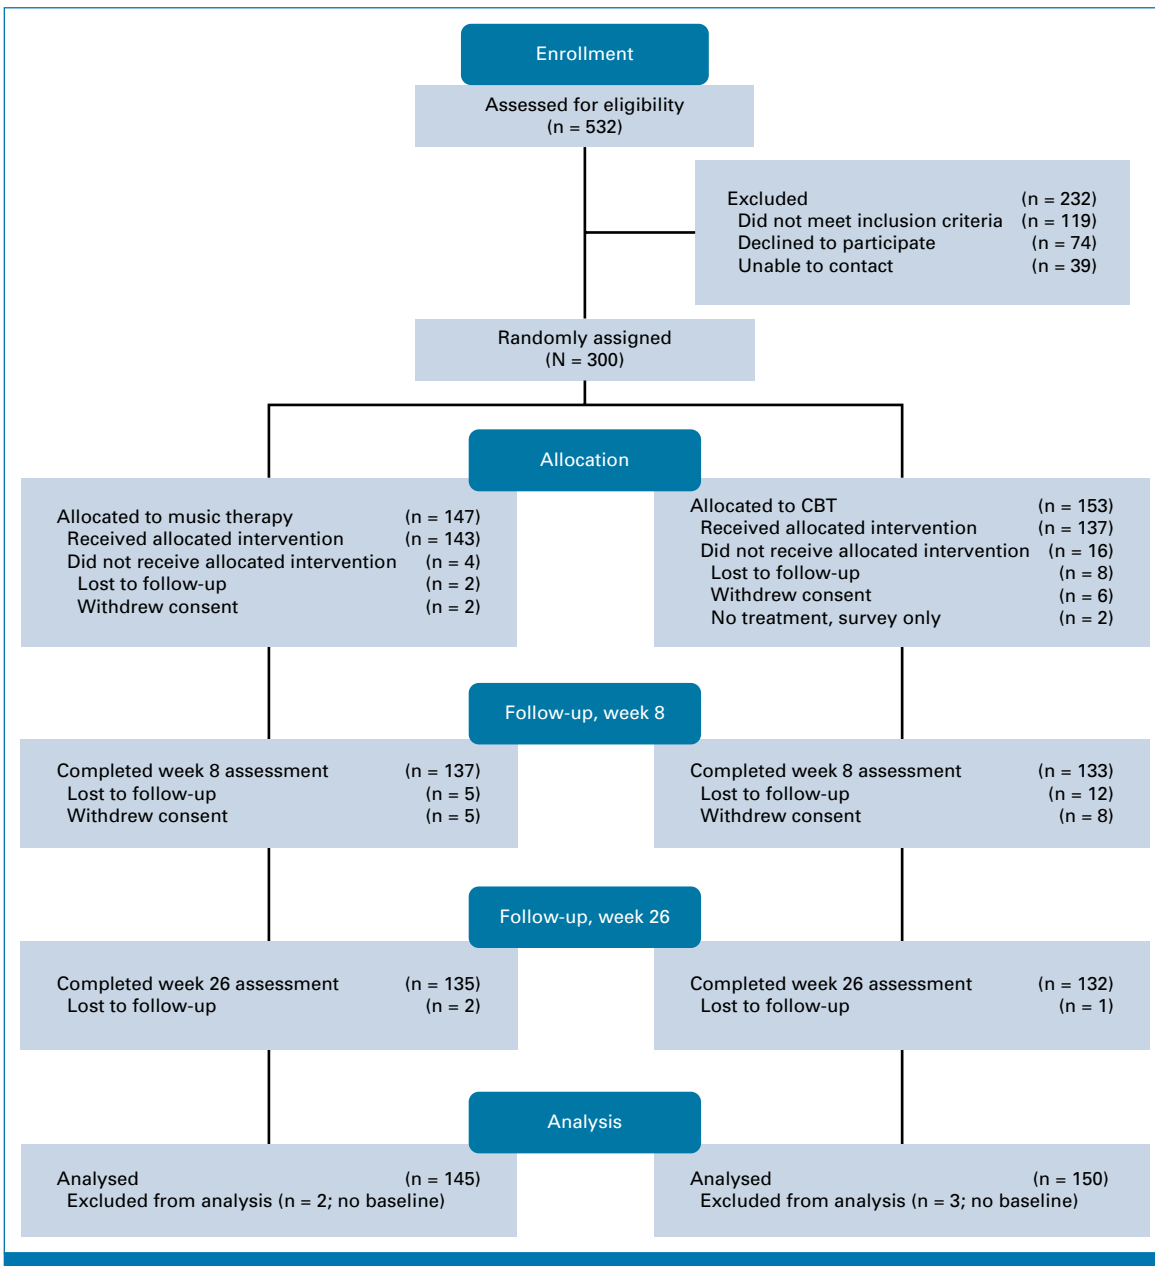 Enrollment
Assessed for eligibility
(n = 532)
Excluded (n = 232)
Did not meet inclusion criteria (n = 119)
Declined to participate (n = 74)
Unable to contact (n = 39)
Randomly assigned
(N = 300)
Allocation
Allocated to music therapy (n = 147)
Received allocated intervention (n = 143)
Did not receive allocated intervention (n = 4)
Lost to follow-up (n = 2)
Withdrew consent (n = 2)
Allocated to CBT (n = 153)
Received allocated intervention (n = 137)
Did not receive allocated intervention (n = 16)
Lost to follow-up (n = 8)
Withdrew consent (n = 6)
No treatment, survey only (n = 2)
Follow-up, week 8
Completed week 8 assessment (n = 137)
Lost to follow-up (n = 5)
Withdrew consent (n = 5)
Completed week 8 assessment (n = 133)
Lost to follow-up (n = 12)
Withdrew consent (n = 8)
Follow-up, week 26
Completed week 26 assessment (n = 135)
Lost to follow-up (n = 2)
Completed week 26 assessment (n = 132)
Lost to follow-up (n = 1)
Analysis
Analysed (n = 145)
Excluded from analysis (n = 2; no baseline)
Analysed (n = 150)
Excluded from analysis (n = 3; no baseline)